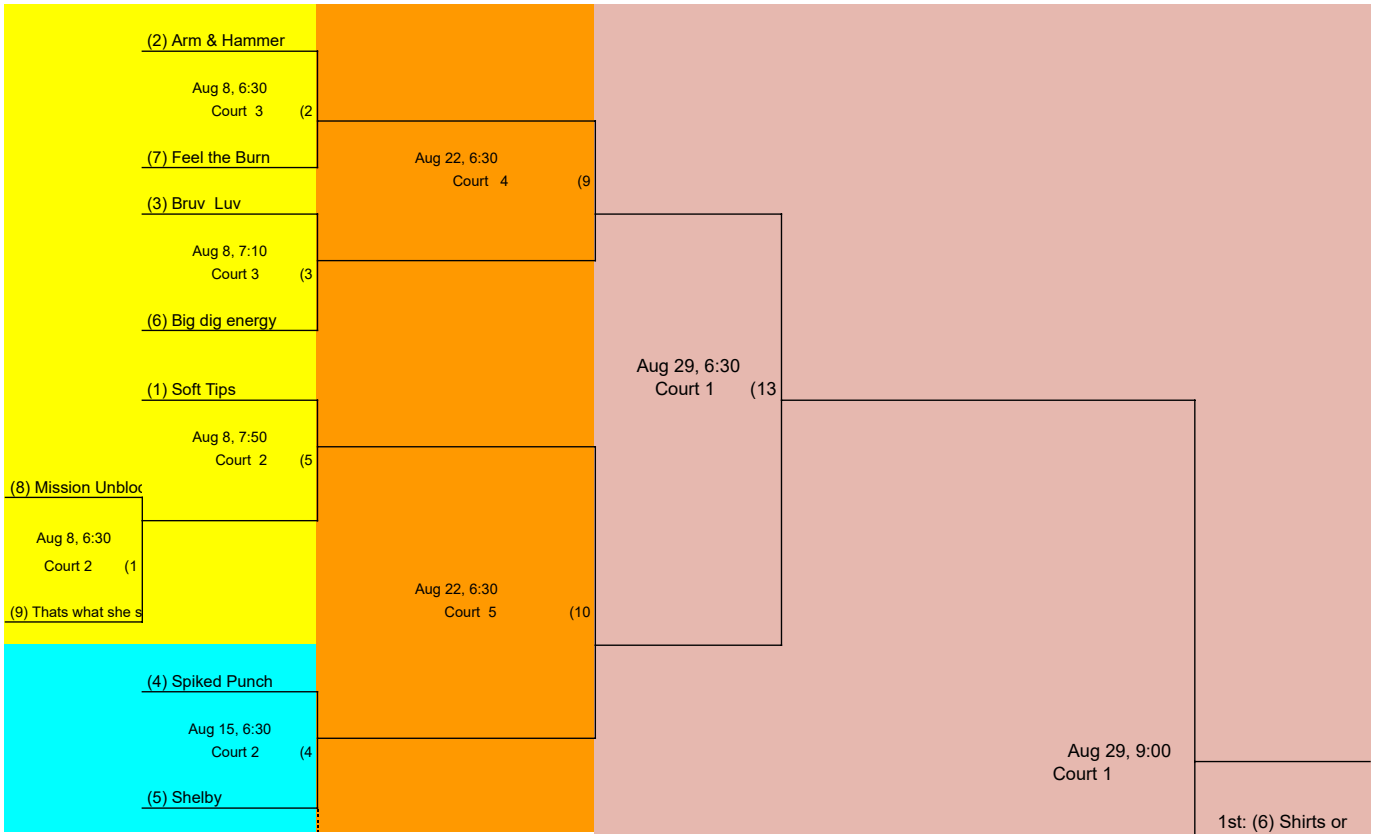 (2) Arm & Hammer
Aug 8, 6:30
Court 3 (2
(7) Feel the Burn
Aug 22, 6:30
Court 4 (9
(3) Bruv Luv
Aug 8, 7:10
Court 3 (3
(6) Big dig energy
Aug 29, 6:30
Court 1 (13
(1) Soft Tips
Aug 8, 7:50
Court 2 (5
(8) Mission Unbloc
Aug 8, 6:30
Court 2 (1
(9) Thats what she s
Aug 22, 6:30
Court 5 (10
(4) Spiked Punch
Aug 15, 6:30
Court 2 (4
(5) Shelby
Aug 29, 9:00
Court 1
1st: (6) Shirts or